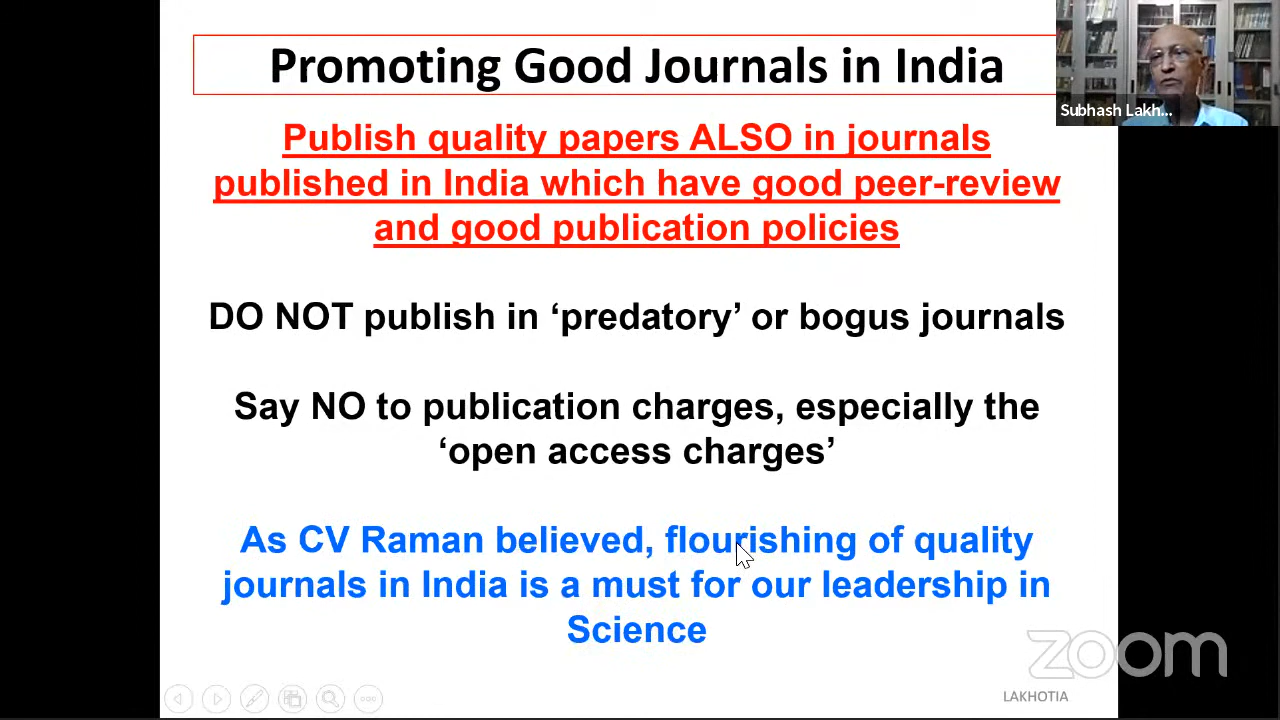 Promoting Good Journals in India
Subhash Lakh...
Publish quality papers ALSO in journals
published in India which have good peer-review
and good publication policies
DO NOT publish in ‘predatory’ or bogus journals
Say NO to publication charges, especially the
‘open access charges’
As CV Raman believed, flourishing of quality
journals in India is a must for our leadership in
Science
zoom
LAKHOTIA